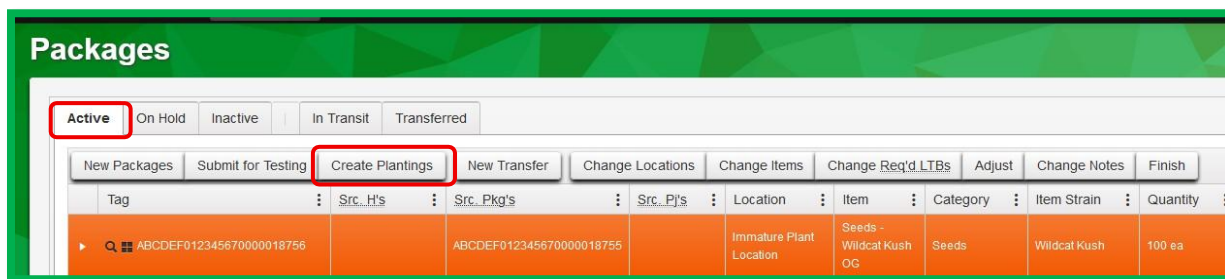 Packages
Active On Hold Inactive In Transit Transferred
New Packages Submit for Testing Create Plantings New Transfer Change Locations Change Items Change Req'd LTBs Adjust Change Notes Finish
Tag Src. H's Src. Pkg's Src. Pj's Location Item Category Item Strain Quantity
ABCDEF012345670000018756 ABCDEF012345670000018755 Immature Plant Location Seeds - Wildcat Kush OG Seeds Wildcat Kush 100 ea